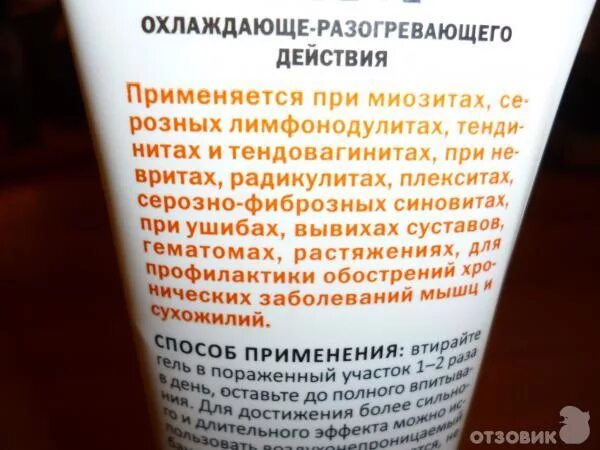 ОХЛАЖДАЮЩЕ-РАЗОГРЕВАЮЩЕГО
ДЕЙСТВИЯ
Применяется при миозитах, се-
розных лимфонодулитах, тенди-
нитах и тендовагинитах, при не-
вритах, радикулитах, плекситах,
серозно-фиброзных синовитах,
при ушибах, вывихах суставов,
гематомах, растяжениях, для
профилактики обострений хро-
нических заболеваний мышц и
сухожилий.
СПОСОБ ПРИМЕНЕНИЯ: втирайте
гель в пораженный участок 1–2 раза
в день, оставьте до полного впитыва-
ния. Для достижения более сильно-
го и длительного эффекта можно ис-
пользовать воздухонепроницаемый
ОТЗОВИК